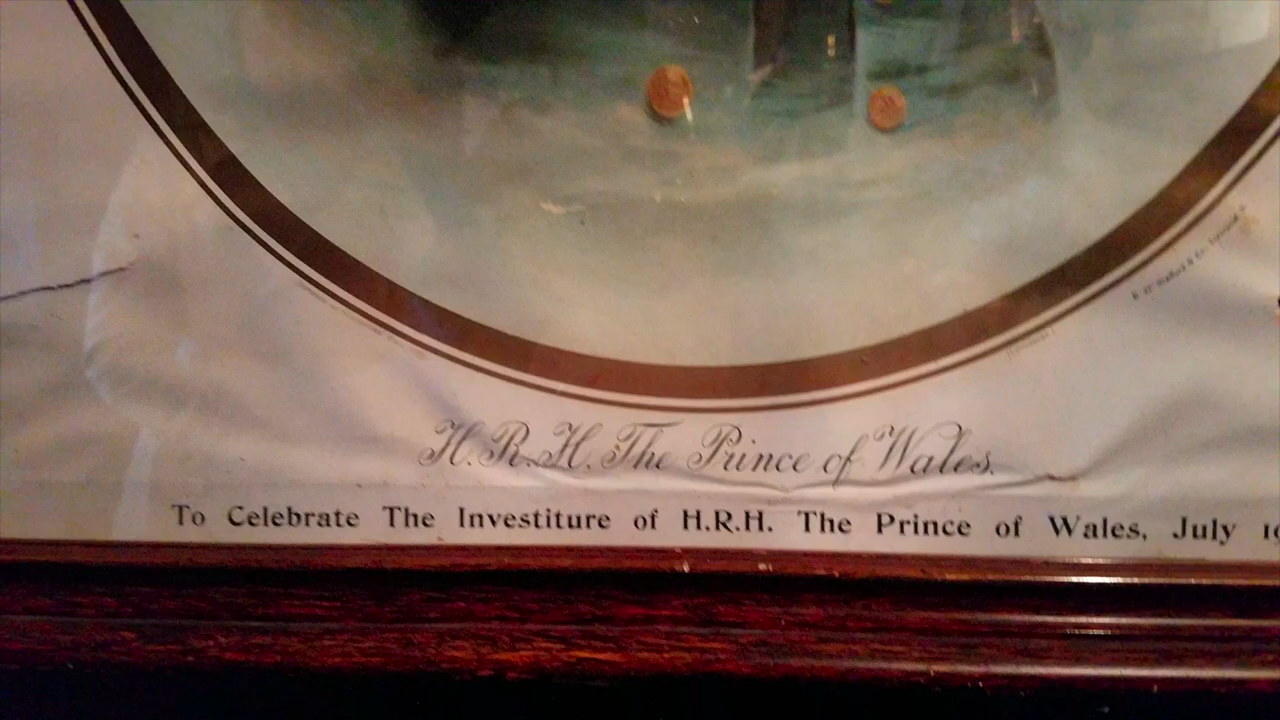 H.R.H. The Prince of Wales.
To Celebrate The Investiture of H.R.H. The Prince of Wales, July